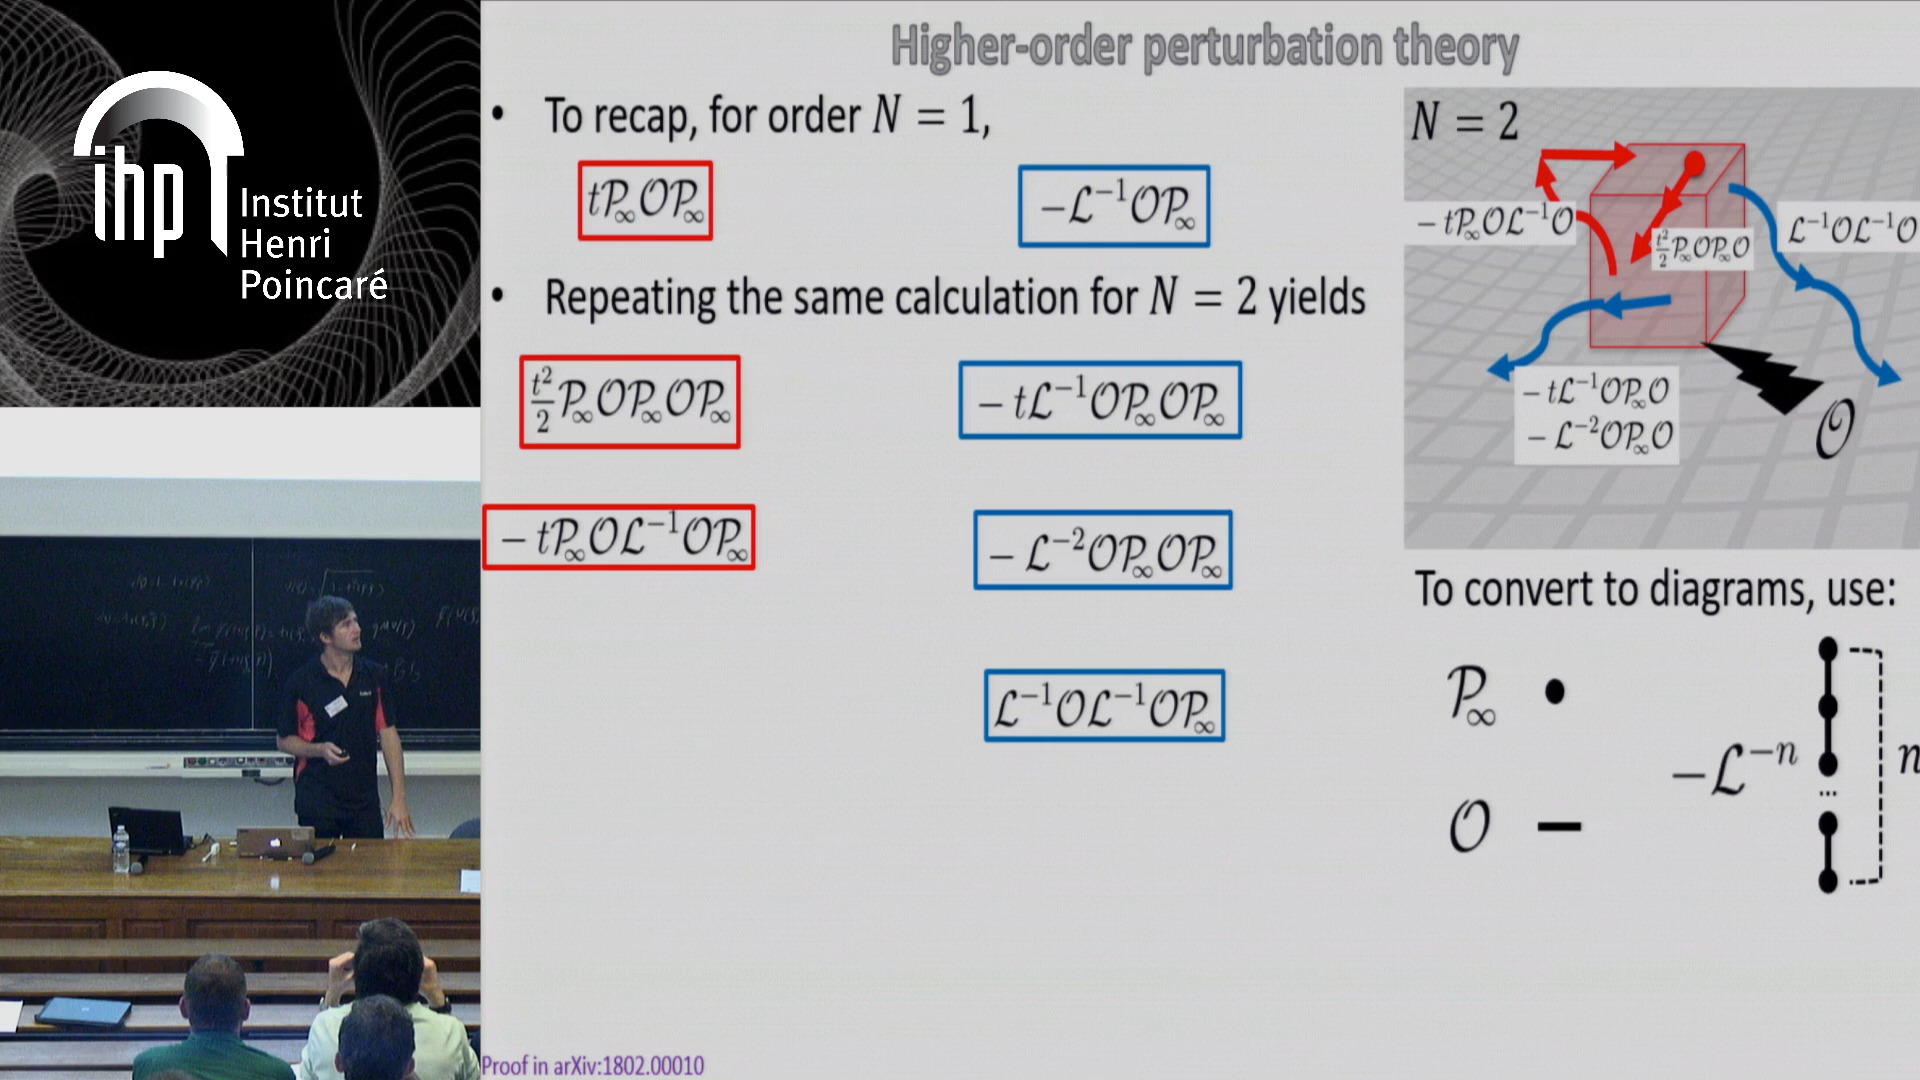 ihp
Institut
Henri
Poincaré
Higher-order perturbation theory
• To recap, for order N = 1,
t𝒫∞𝒪𝒫∞
−ℒ⁻¹𝒪𝒫∞
• Repeating the same calculation for N = 2 yields
t²/2 𝒫∞𝒪𝒫∞𝒪𝒫∞
− tℒ⁻¹𝒪𝒫∞𝒪𝒫∞
− t𝒫∞𝒪ℒ⁻¹𝒪𝒫∞
− ℒ⁻²𝒪𝒫∞𝒪𝒫∞
ℒ⁻¹𝒪ℒ⁻¹𝒪𝒫∞
Proof in arXiv:1802.00010
N = 2
− t𝒫∞𝒪ℒ⁻¹𝒪
t²/2 𝒫∞𝒪𝒫∞𝒪
ℒ⁻¹𝒪ℒ⁻¹𝒪
− tℒ⁻¹𝒪𝒫∞𝒪
− ℒ⁻²𝒪𝒫∞𝒪
𝒪
To convert to diagrams, use:
𝒫∞ •
−ℒ⁻ⁿ
...
n
𝒪 −